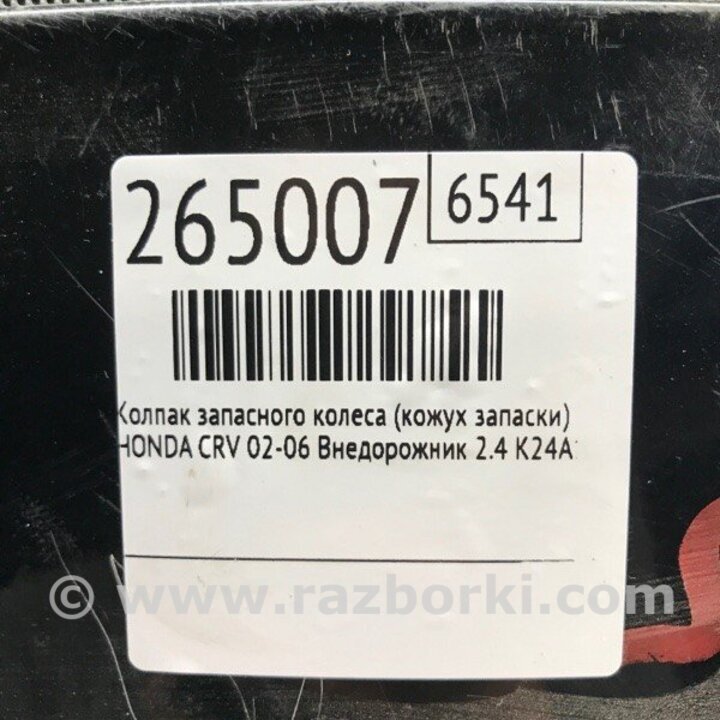 265007
6541
Колпак запасного колеса (кожух запаски)
HONDA CRV 02-06 Внедорожник 2.4 K24A
© www.razborki.com